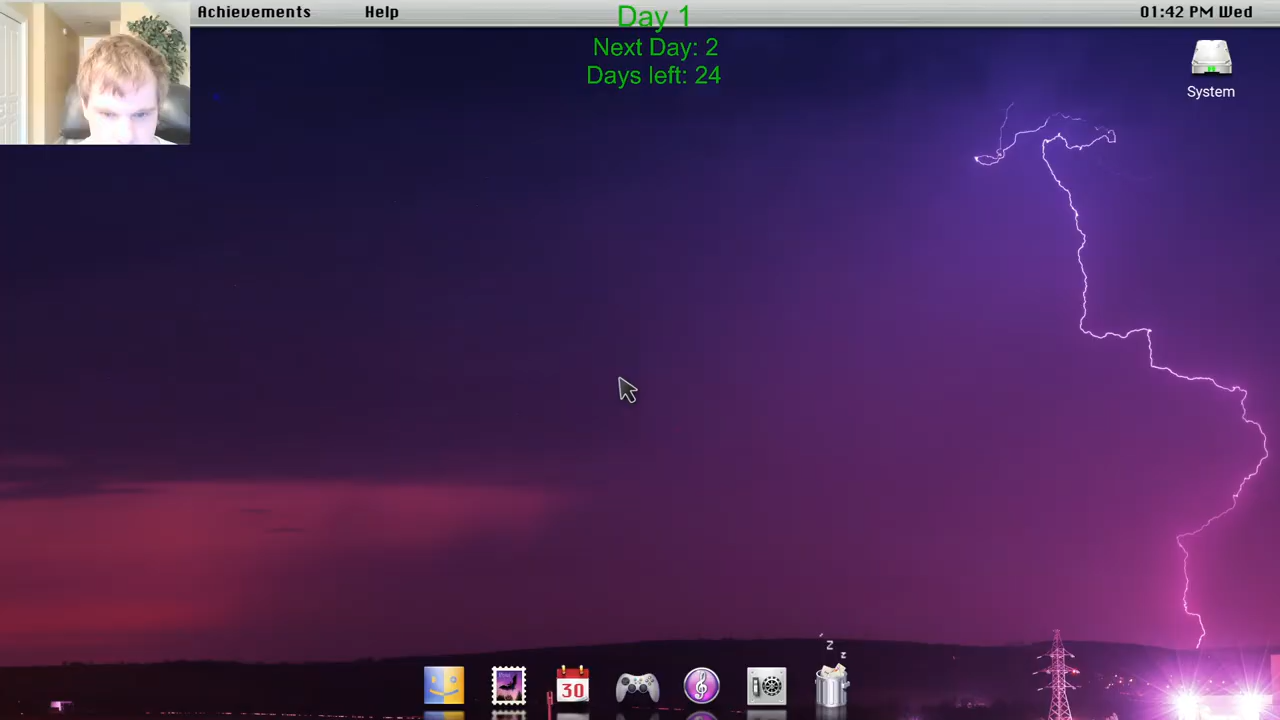 Achievements Help 01:42 PM Wed
Day 1
Next Day: 2
Days left: 24
System
z
z
30